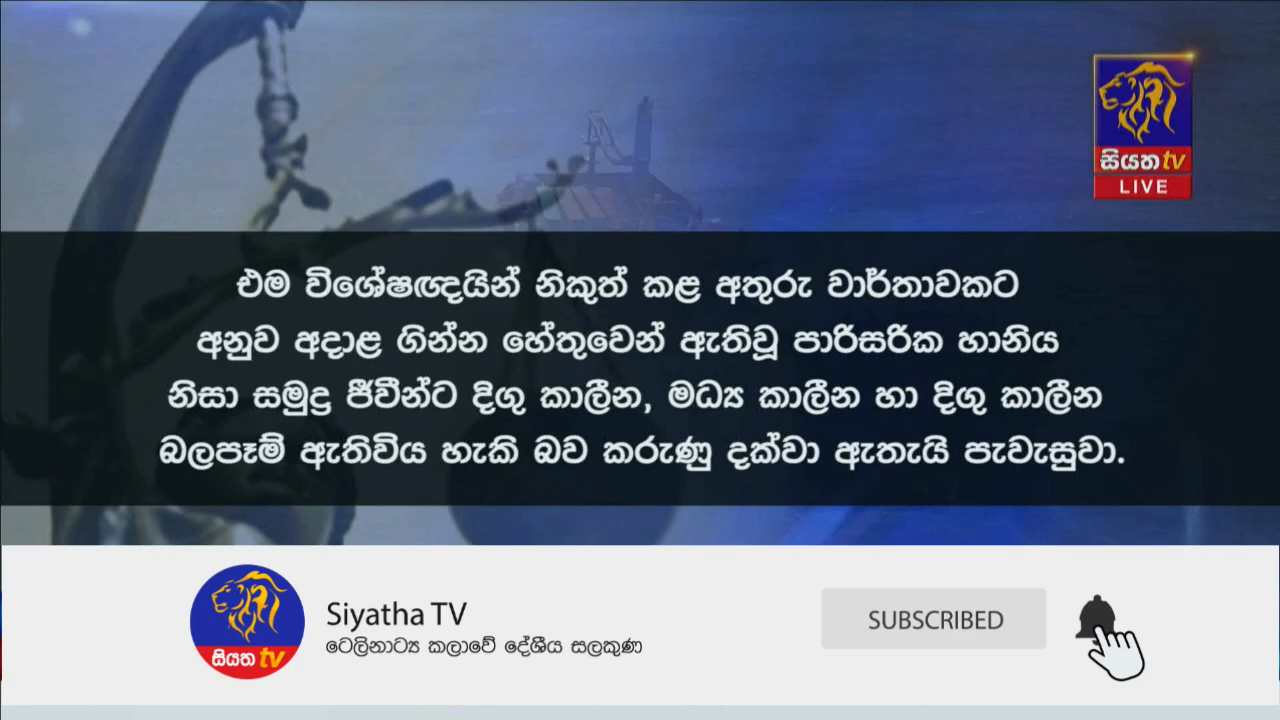 සියත tv
LIVE
එම විශේෂඥයින් නිකුත් කළ අතුරු වාර්තාවකට
අනුව අදාළ ගින්න හේතුවෙන් ඇතිවූ පාරිසරික හානිය
නිසා සමුද්‍ර ජීවීන්ට දිගු කාලීන, මධ්‍ය කාලීන හා දිගු කාලීන
බලපෑම් ඇතිවිය හැකි බව කරුණු දක්වා ඇතැයි පැවැසුවා.
සියත tv
Siyatha TV
ටෙලිනාට්‍ය කලාවේ දේශීය සලකුණ
SUBSCRIBED